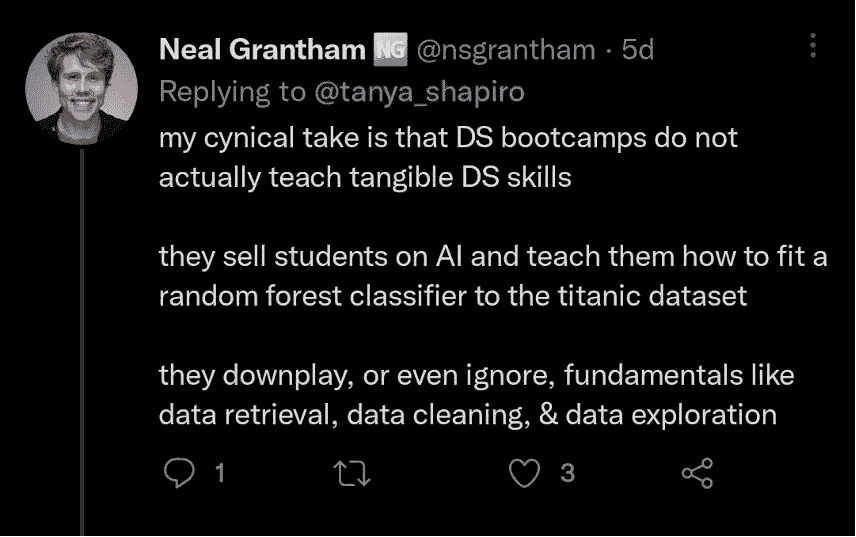 Neal Grantham NG @nsgrantham · 5d
Replying to @tanya_shapiro
my cynical take is that DS bootcamps do not
actually teach tangible DS skills
they sell students on AI and teach them how to fit a
random forest classifier to the titanic dataset
they downplay, or even ignore, fundamentals like
data retrieval, data cleaning, & data exploration
1 3